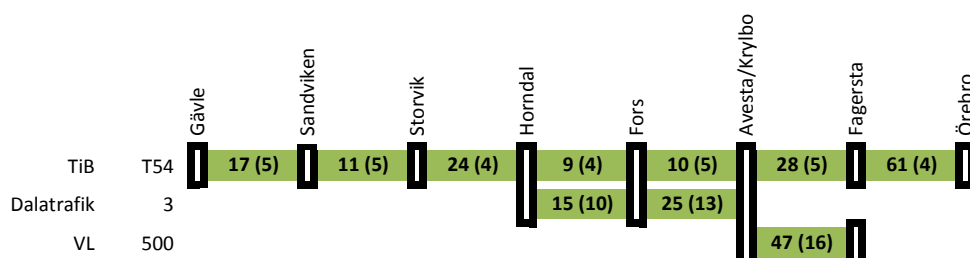 Gävle
Sandviken
Storvik
Horndal
Fors
Avesta/Krylbo
Fagersta
Örebro
TiB T54 17 (5) 11 (5) 24 (4) 9 (4) 10 (5) 28 (5) 61 (4)
Dalatrafik 3 15 (10) 25 (13)
VL 500 47 (16)